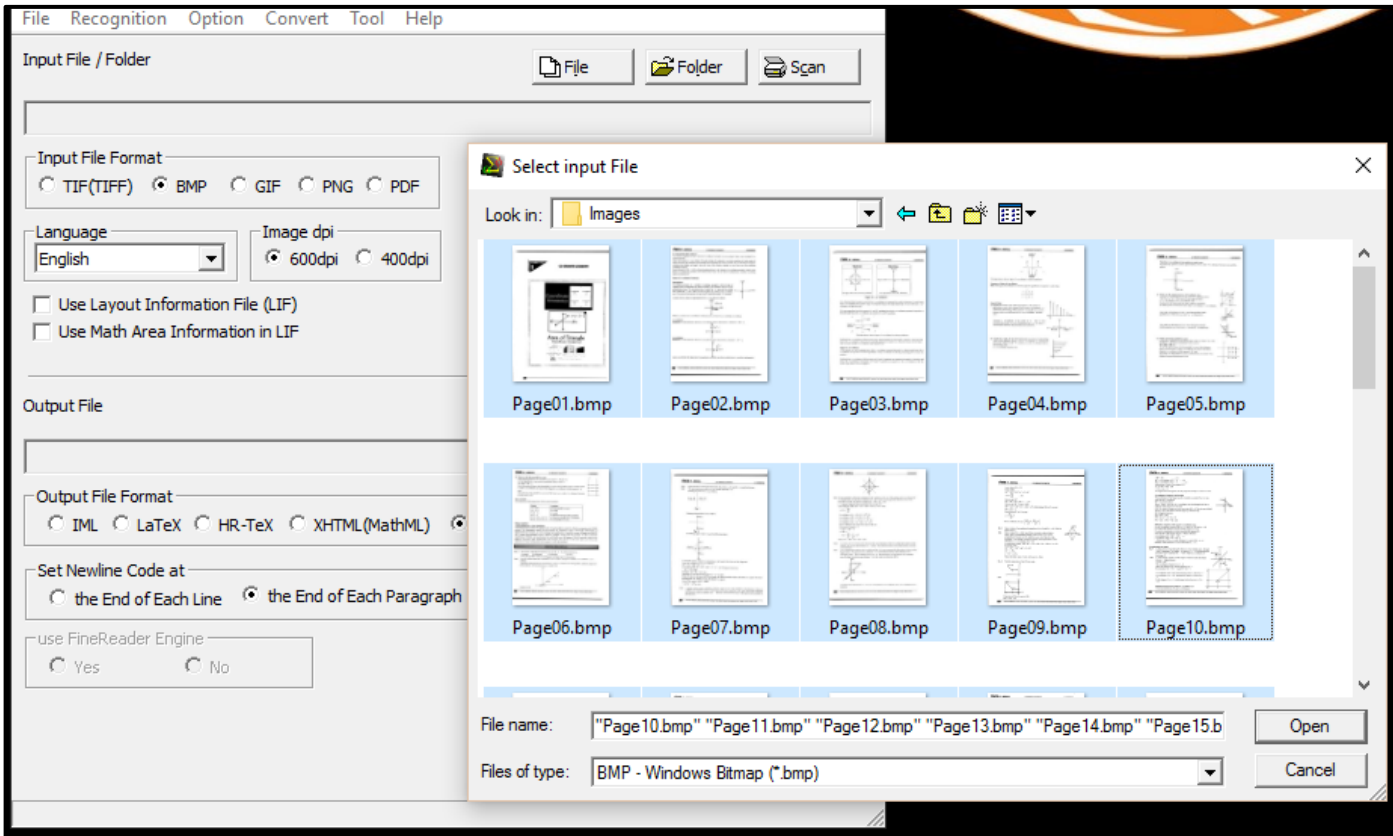 File Recognition Option Convert Tool Help
Input File / Folder
File Folder Scan
Input File Format
TIF(TIFF) BMP GIF PNG PDF
Language
English
Image dpi
600dpi 400dpi
Use Layout Information File (LIF)
Use Math Area Information in LIF
Output File
Output File Format
IML LaTeX HR-TeX XHTML(MathML)
Set Newline Code at
the End of Each Line the End of Each Paragraph
use FineReader Engine
Yes No
Select input File
Look in: Images
Page01.bmp Page02.bmp Page03.bmp Page04.bmp Page05.bmp
Page06.bmp Page07.bmp Page08.bmp Page09.bmp Page10.bmp
File name: "Page10.bmp" "Page11.bmp" "Page12.bmp" "Page13.bmp" "Page14.bmp" "Page15.b
Open
Files of type: BMP - Windows Bitmap (*.bmp)
Cancel